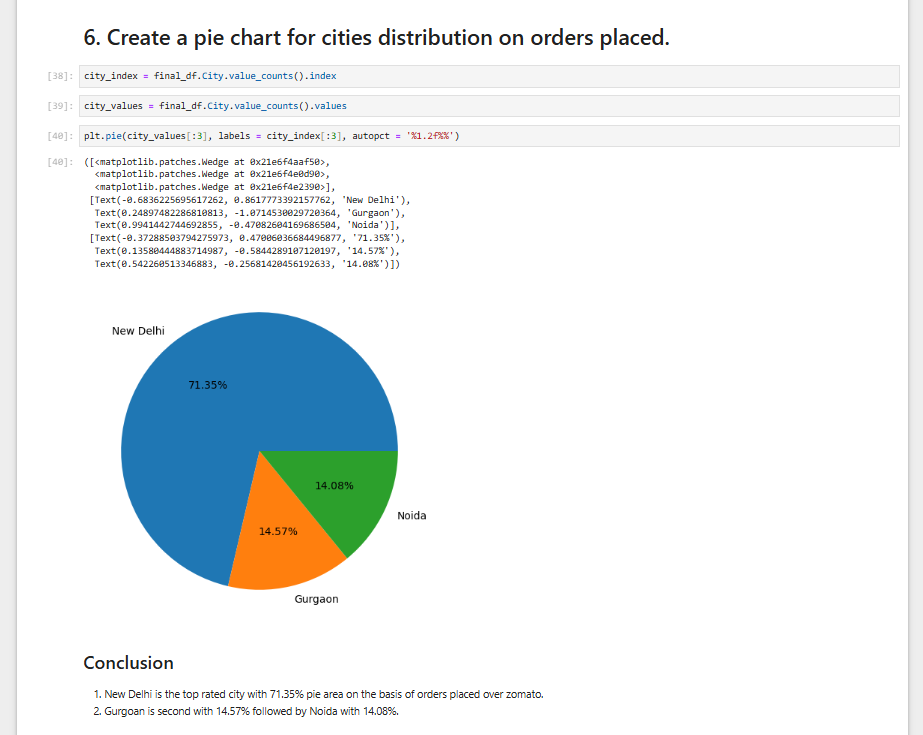 6. Create a pie chart for cities distribution on orders placed.
[38]: city_index = final_df.City.value_counts().index
[39]: city_values = final_df.City.value_counts().values
[40]: plt.pie(city_values[:3], labels = city_index[:3], autopct = '%1.2f%%')
[40]: ([<matplotlib.patches.Wedge at 0x21e6f4aaf50>,
<matplotlib.patches.Wedge at 0x21e6f4e0d90>,
<matplotlib.patches.Wedge at 0x21e6f4e2390>],
[Text(-0.6836225695617262, 0.8617773392157762, 'New Delhi'),
Text(0.24897482286810813, -1.0714530029720364, 'Gurgaon'),
Text(0.9941442744692855, -0.47082604169686504, 'Noida')],
[Text(-0.37288503794275973, 0.47006036684496877, '71.35%'),
Text(0.13580444883714987, -0.5844289107120197, '14.57%'),
Text(0.542260513346883, -0.25681420456192633, '14.08%')])
New Delhi
71.35%
14.08%
Noida
14.57%
Gurgaon
Conclusion
1. New Delhi is the top rated city with 71.35% pie area on the basis of orders placed over zomato.
2. Gurgoan is second with 14.57% followed by Noida with 14.08%.